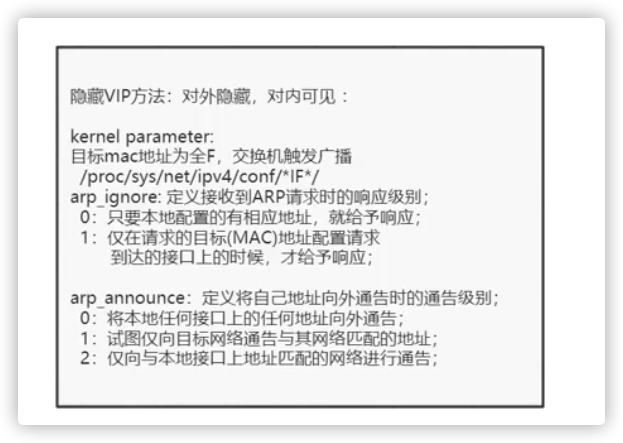 隐藏VIP方法：对外隐藏，对内可见 ：
kernel parameter:
目标mac地址为全F，交换机触发广播
/proc/sys/net/ipv4/conf/*IF*/
arp_ignore: 定义接收到ARP请求时的响应级别；
0：只要本地配置的有相应地址，就给予响应；
1：仅在请求的目标(MAC)地址配置请求
到达的接口上的时候，才给予响应；
arp_announce：定义将自己地址向外通告时的通告级别；
0：将本地任何接口上的任何地址向外通告；
1：试图仅向目标网络通告与其网络匹配的地址；
2：仅向与本地接口上地址匹配的网络进行通告；